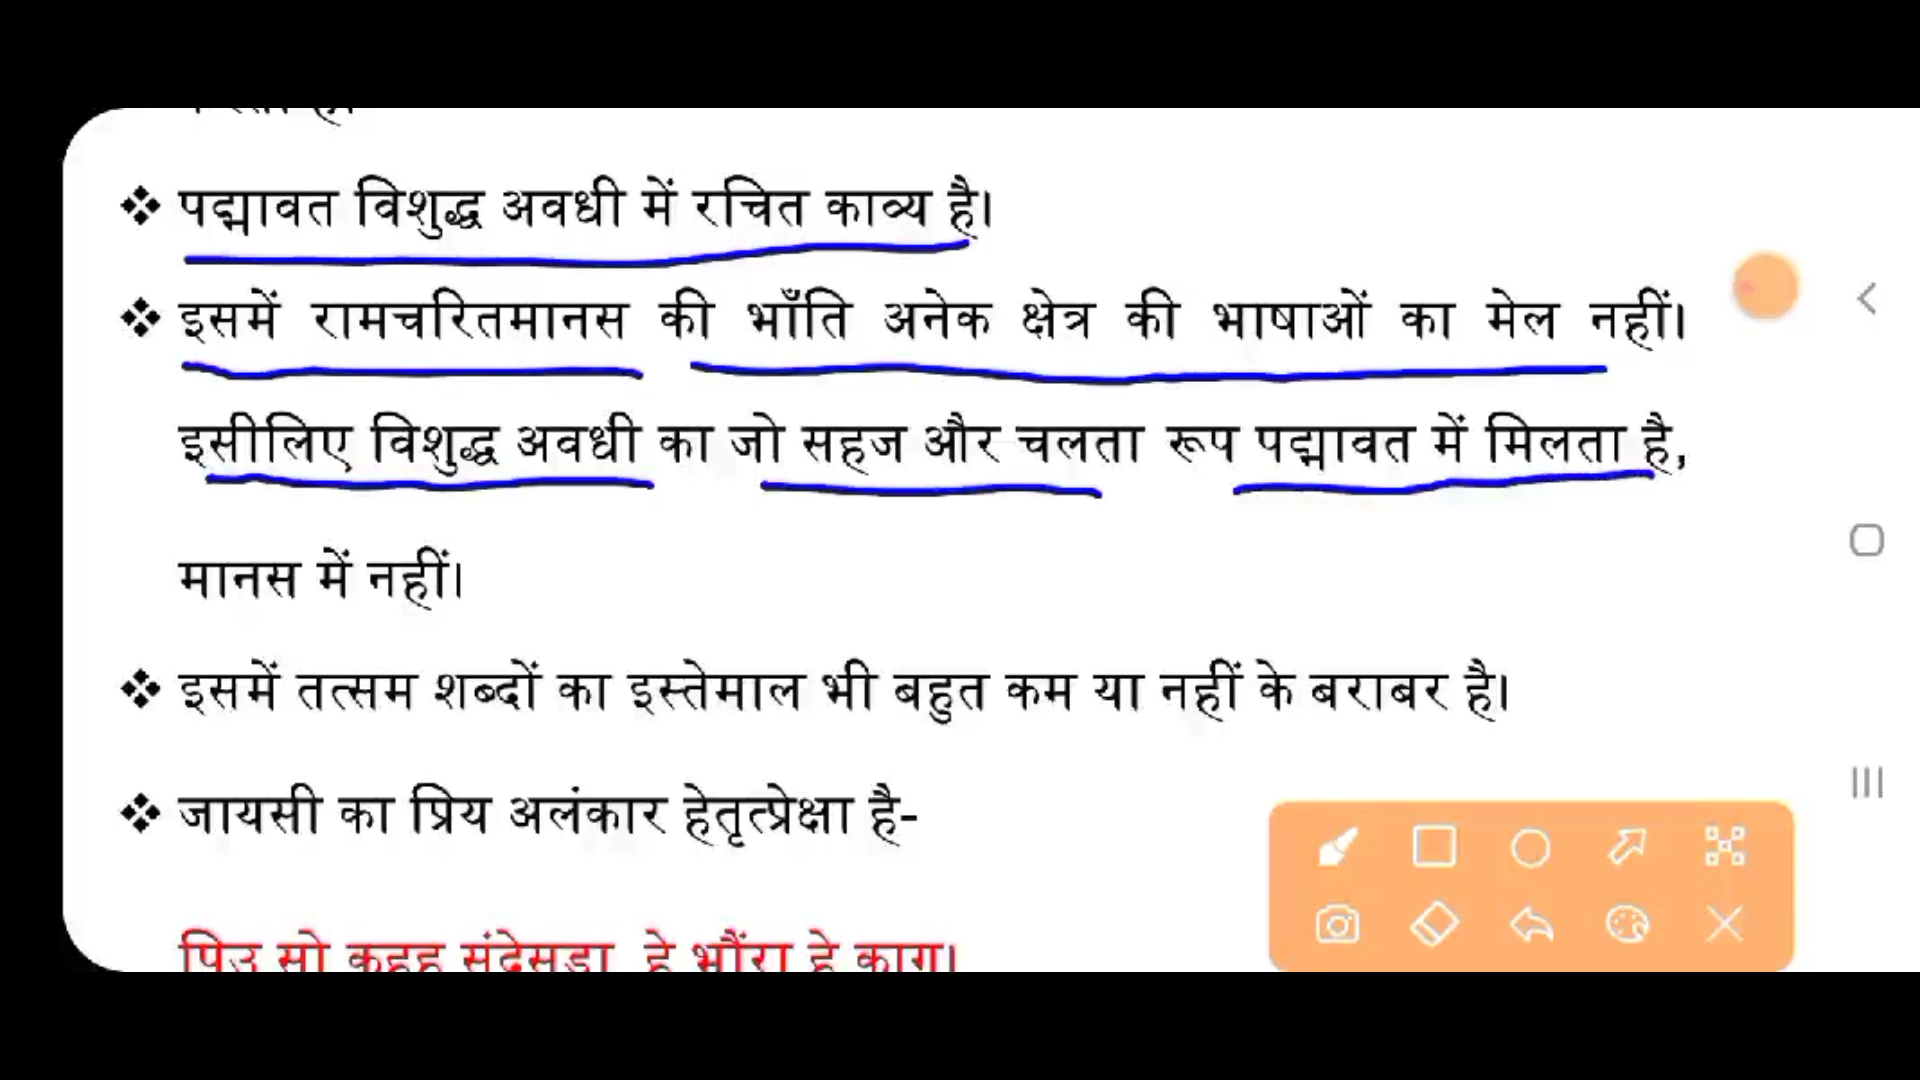 ❖ पद्मावत विशुद्ध अवधी में रचित काव्य है।
❖ इसमें रामचरितमानस की भाँति अनेक क्षेत्र की भाषाओं का मेल नहीं।
इसीलिए विशुद्ध अवधी का जो सहज और चलता रूप पद्मावत में मिलता है,
मानस में नहीं।
❖ इसमें तत्सम शब्दों का इस्तेमाल भी बहुत कम या नहीं के बराबर है।
❖ जायसी का प्रिय अलंकार हेतूत्प्रेक्षा है-
पिउ सो कहहु संदेसड़ा, हे भौंरा हे काग।